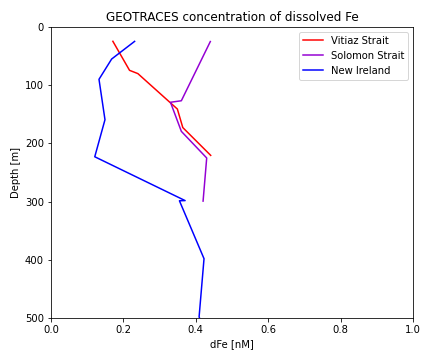 GEOTRACES concentration of dissolved Fe
Vitiaz Strait
Solomon Strait
New Ireland
Depth [m]
0
100
200
300
400
500
0.0 0.2 0.4 0.6 0.8 1.0
dFe [nM]